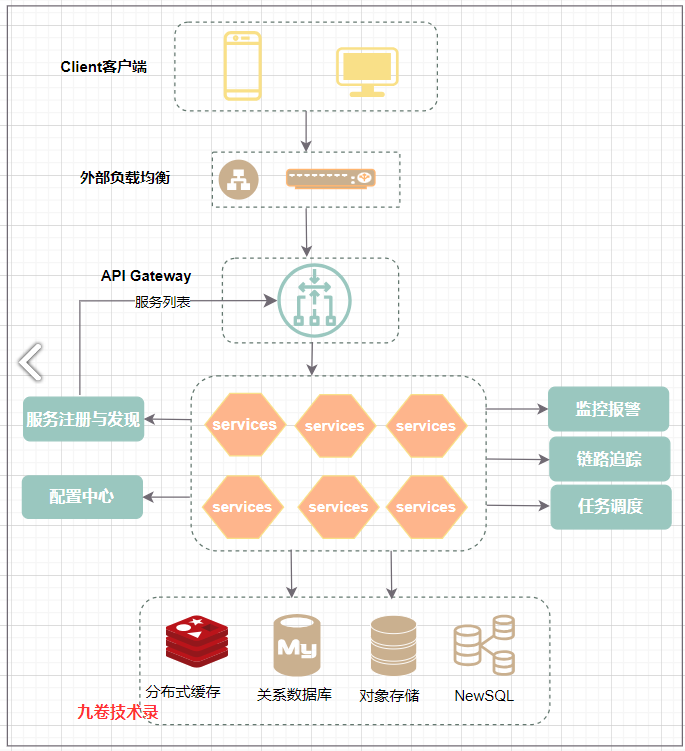 Client客户端
外部负载均衡
API Gateway
服务列表
服务注册与发现
配置中心
services
services
services
services
services
services
监控报警
链路追踪
任务调度
My
分布式缓存
关系数据库
对象存储
NewSQL
九卷技术录